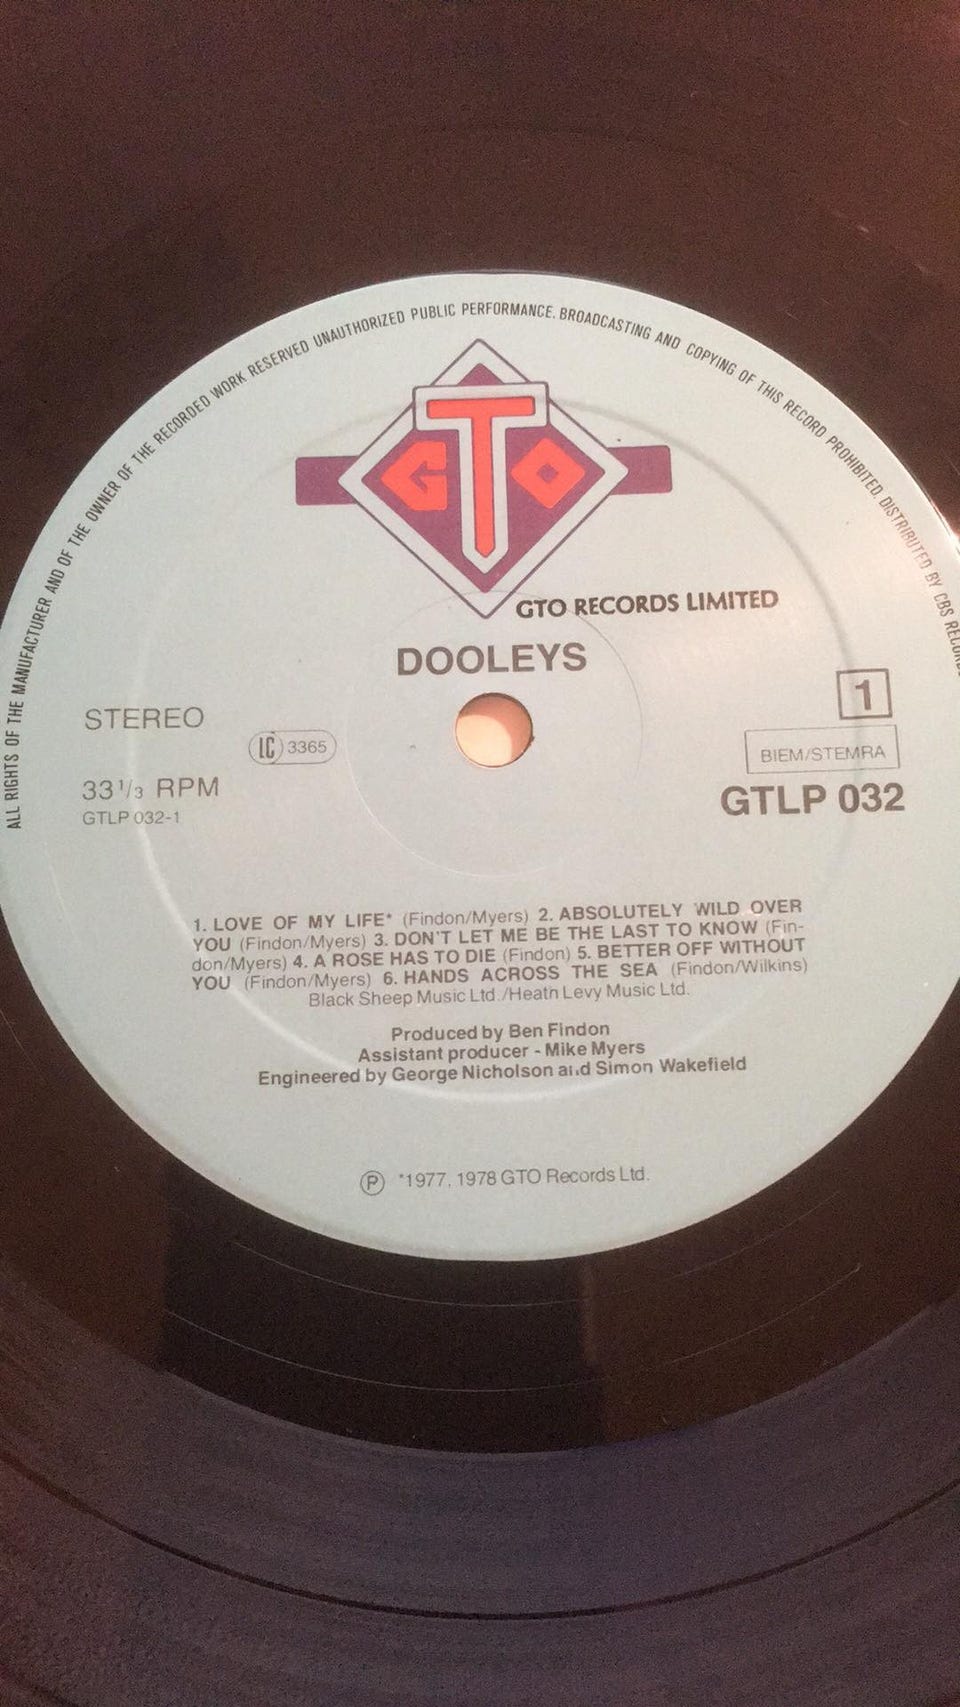 ALL RIGHTS OF THE MANUFACTURER AND OF THE OWNER OF THE RECORDED WORK RESERVED UNAUTHORIZED PUBLIC PERFORMANCE. BROADCASTING AND COPYING OF THIS RECORD PROHIBITED. DISTRIBUTED BY CBS
GTO
GTO RECORDS LIMITED
DOOLEYS
STEREO
LC 3365
1
BIEM/STEMRA
33 1/3 RPM
GTLP 032-1
GTLP 032
1. LOVE OF MY LIFE* (Findon/Myers) 2. ABSOLUTELY WILD OVER
YOU (Findon/Myers) 3. DON'T LET ME BE THE LAST TO KNOW (Fin-
don/Myers) 4. A ROSE HAS TO DIE (Findon) 5. BETTER OFF WITHOUT
YOU (Findon/Myers) 6. HANDS ACROSS THE SEA (Findon/Wilkins)
Black Sheep Music Ltd./Heath Levy Music Ltd.
Produced by Ben Findon
Assistant producer - Mike Myers
Engineered by George Nicholson and Simon Wakefield
Ⓟ *1977, 1978 GTO Records Ltd.